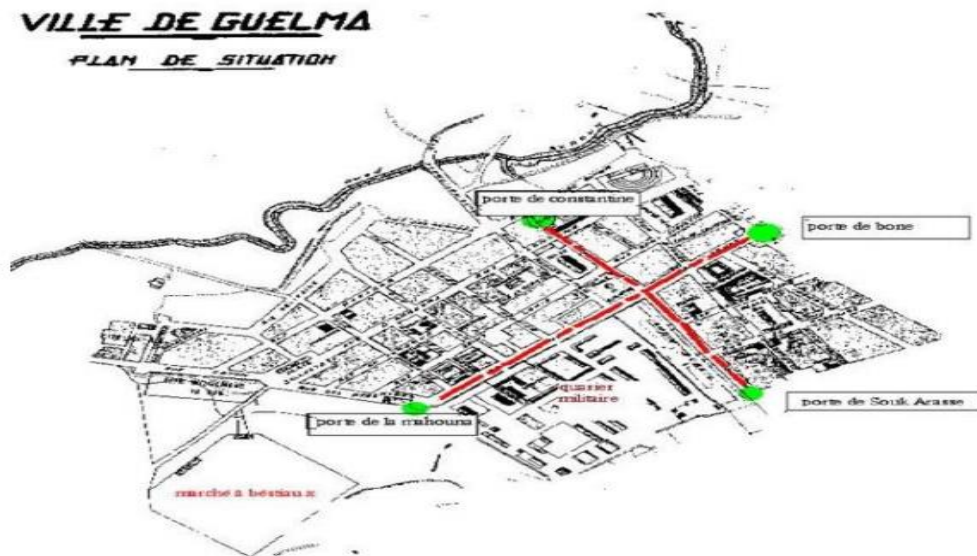 VILLE DE GUELMA
PLAN DE SITUATION
porte de constantine
porte de bone
quartier
militaire
porte de Souk Arasse
porte de la mahouna
marché à bestiaux